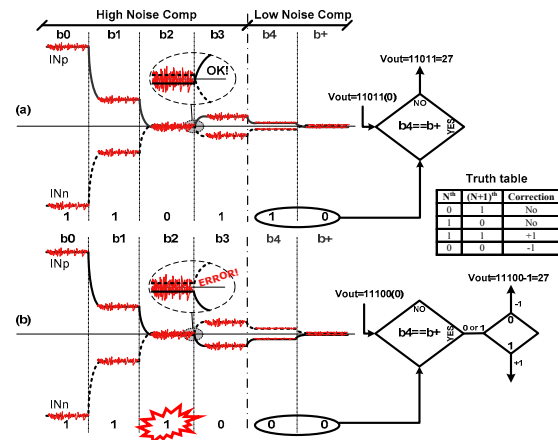 High Noise Comp Low Noise Comp
b0 b1 b2 b3 b4 b+
INp
OK!
(a)
INn
1 1 0 1 1 0
Vout=11011=27
Vout=11011(0)
NO
b4==b+
YES
Truth table
Nth (N+1)th Correction
0 1 No
1 0 No
1 1 +1
0 0 -1
b0 b1 b2 b3 b4 b+
INp
ERROR!
(b)
INn
1 1 1 0 0 0
Vout=11100-1=27
Vout=11100(0)
NO
b4==b+
YES
0 or 1
-1
0
1
+1